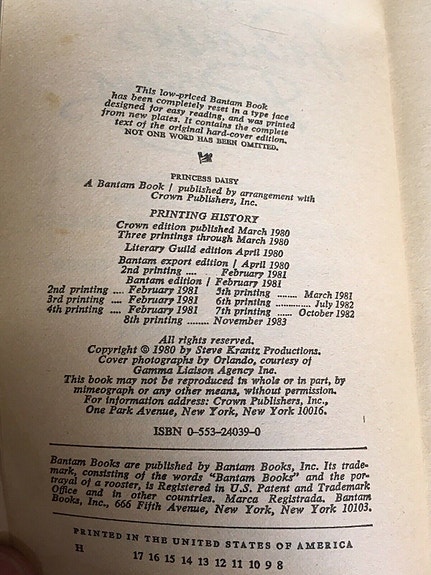 This low-priced Bantam Book
has been completely reset in a type face
designed for easy reading, and was printed
from new plates. It contains the complete
text of the original hard-cover edition.
NOT ONE WORD HAS BEEN OMITTED.
PRINCESS DAISY
A Bantam Book / published by arrangement with
Crown Publishers, Inc.
PRINTING HISTORY
Crown edition published March 1980
Three printings through March 1980
Literary Guild edition April 1980
Bantam export edition / April 1980
2nd printing .... February 1981
Bantam edition / February 1981
2nd printing .... February 1981 5th printing ........ March 1981
3rd printing .... February 1981 6th printing ............ July 1982
4th printing .... February 1981 7th printing ...... October 1982
8th printing ....... November 1983
All rights reserved.
Copyright © 1980 by Steve Krantz Productions.
Cover photographs by Orlando, courtesy of
Gamma Liaison Agency Inc.
This book may not be reproduced in whole or in part, by
mimeograph or any other means, without permission.
For information address: Crown Publishers, Inc.,
One Park Avenue, New York, New York 10016.
ISBN 0-553-24039-0
Bantam Books are published by Bantam Books, Inc. Its trade-
mark, consisting of the words "Bantam Books" and the por-
trayal of a rooster, is Registered in U.S. Patent and Trademark
Office and in other countries. Marca Registrada. Bantam
Books, Inc., 666 Fifth Avenue, New York, New York 10103.
PRINTED IN THE UNITED STATES OF AMERICA
H 17 16 15 14 13 12 11 10 9 8